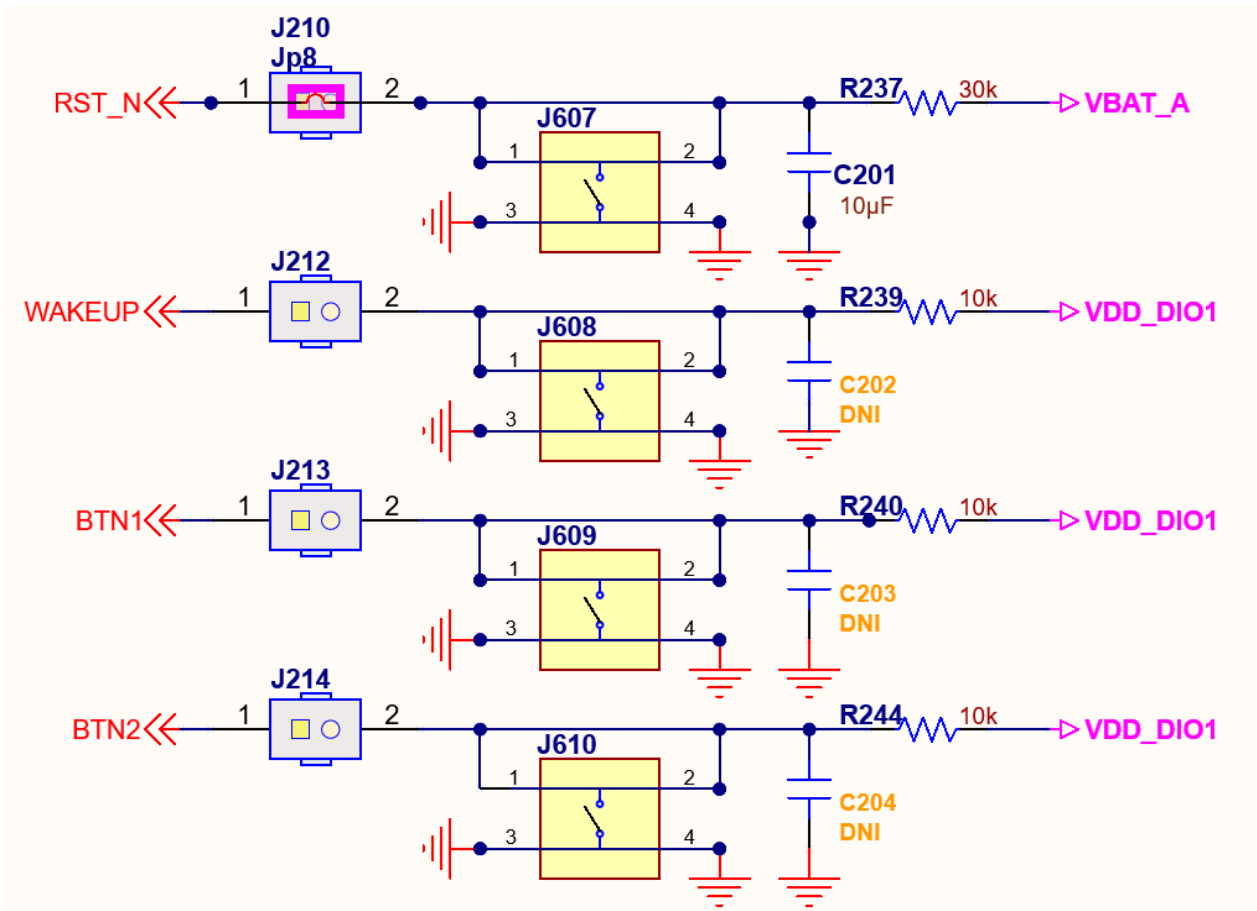 J210
Jp8
RST_N 1 2 R237 30k VBAT_A
J607
1 2
C201
10µF
3 4
J212
WAKEUP 1 2 R239 10k VDD_DIO1
J608
1 2
C202
DNI
3 4
J213
BTN1 1 2 R240 10k VDD_DIO1
J609
1 2
C203
DNI
3 4
J214
BTN2 1 2 R244 10k VDD_DIO1
J610
1 2
C204
DNI
3 4